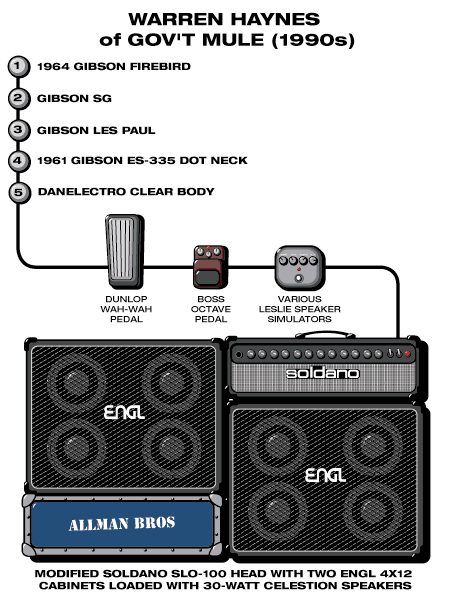 WARREN HAYNES
of GOV'T MULE (1990s)
1 1964 GIBSON FIREBIRD
2 GIBSON SG
3 GIBSON LES PAUL
4 1961 GIBSON ES-335 DOT NECK
5 DANELECTRO CLEAR BODY
DUNLOP
WAH-WAH
PEDAL
BOSS
OCTAVE
PEDAL
VARIOUS
LESLIE SPEAKER
SIMULATORS
soldano
ENGL
ENGL
ALLMAN BROS
MODIFIED SOLDANO SLO-100 HEAD WITH TWO ENGL 4X12
CABINETS LOADED WITH 30-WATT CELESTION SPEAKERS